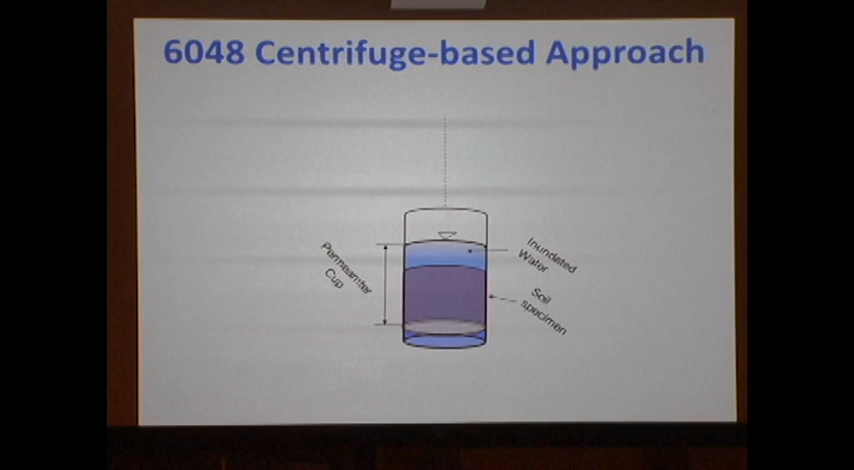 6048 Centrifuge-based Approach
Inundated
Water
Permeameter
Cup
Soil
specimen